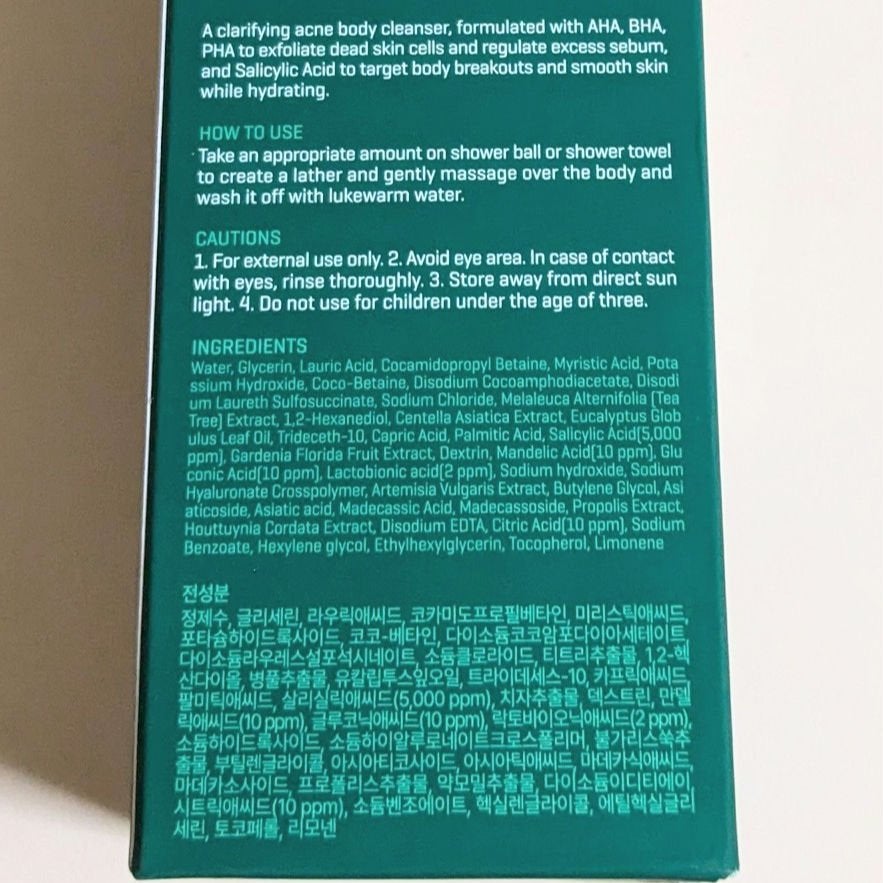 A clarifying acne body cleanser, formulated with AHA, BHA,
PHA to exfoliate dead skin cells and regulate excess sebum,
and Salicylic Acid to target body breakouts and smooth skin
while hydrating.
HOW TO USE
Take an appropriate amount on shower ball or shower towel
to create a lather and gently massage over the body and
wash it off with lukewarm water.
CAUTIONS
1. For external use only. 2. Avoid eye area. In case of contact
with eyes, rinse thoroughly. 3. Store away from direct sun
light. 4. Do not use for children under the age of three.
INGREDIENTS
Water, Glycerin, Lauric Acid, Cocamidopropyl Betaine, Myristic Acid, Pota
ssium Hydroxide, Coco-Betaine, Disodium Cocoamphodiacetate, Disodi
um Laureth Sulfosuccinate, Sodium Chloride, Melaleuca Alternifolia (Tea
Tree) Extract, 1,2-Hexanediol, Centella Asiatica Extract, Eucalyptus Glob
ulus Leaf Oil, Trideceth-10, Capric Acid, Palmitic Acid, Salicylic Acid(5,000
ppm), Gardenia Florida Fruit Extract, Dextrin, Mandelic Acid(10 ppm), Glu
conic Acid(10 ppm), Lactobionic acid(2 ppm), Sodium hydroxide, Sodium
Hyaluronate Crosspolymer, Artemisia Vulgaris Extract, Butylene Glycol, Asi
aticoside, Asiatic acid, Madecassic Acid, Madecassoside, Propolis Extract,
Houttuynia Cordata Extract, Disodium EDTA, Citric Acid(10 ppm), Sodium
Benzoate, Hexylene glycol, Ethylhexylglycerin, Tocopherol, Limonene
전성분
정제수, 글리세린, 라우릭애씨드, 코카미도프로필베타인, 미리스틱애씨드,
포타슘하이드록사이드, 코코-베타인, 다이소듐코코암포다이아세테이트,
다이소듐라우레스설포석시네이트, 소듐클로라이드, 티트리추출물, 1,2-헥
산다이올, 병풀추출물, 유칼립투스잎오일, 트라이데세스-10, 카프릭애씨드,
팔미틱애씨드, 살리실릭애씨드(5,000 ppm), 치자추출물, 덱스트린, 만델
릭애씨드(10 ppm), 글루코닉애씨드(10 ppm), 락토바이오닉애씨드(2 ppm),
소듐하이드록사이드, 소듐하이알루로네이트크로스폴리머, 불가리스쑥추
출물, 부틸렌글라이콜, 아시아티코사이드, 아시아틱애씨드, 마데카식애씨드,
마데카소사이드, 프로폴리스추출물, 약모밀추출물, 다이소듐이디티에이,
시트릭애씨드(10 ppm), 소듐벤조에이트, 헥실렌글라이콜, 에틸헥실글리
세린, 토코페롤, 리모넨